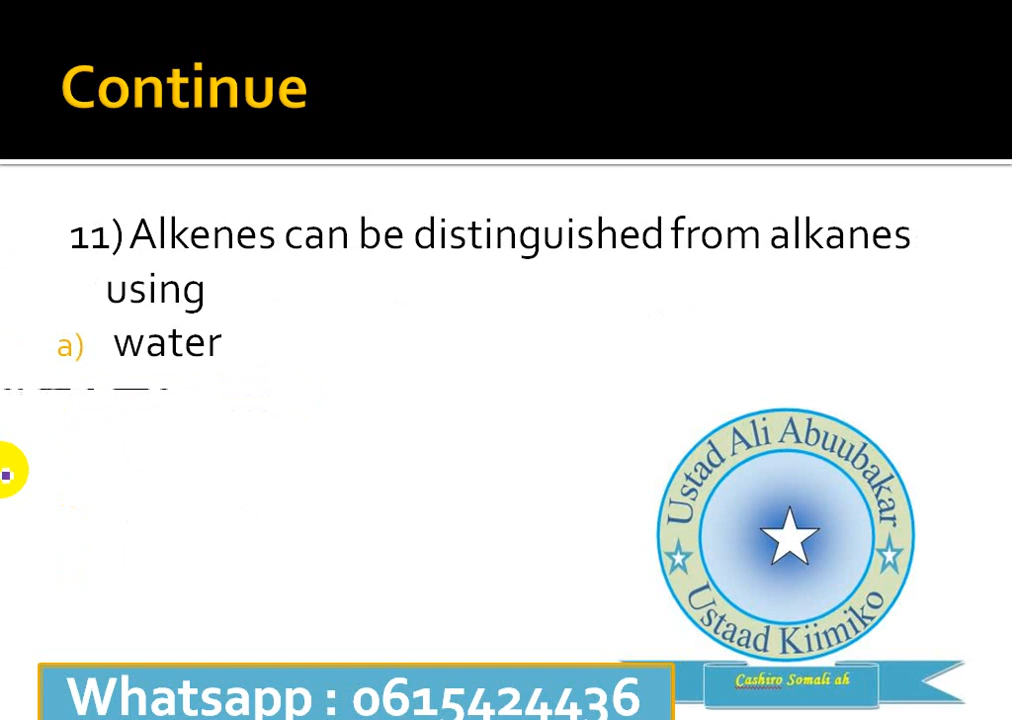 Continue
11) Alkenes can be distinguished from alkanes
using
a) water
Ustad Ali Abuubakar
Ustaad Kiimiko
Cashiro Somali ah
Whatsapp : 0615424436